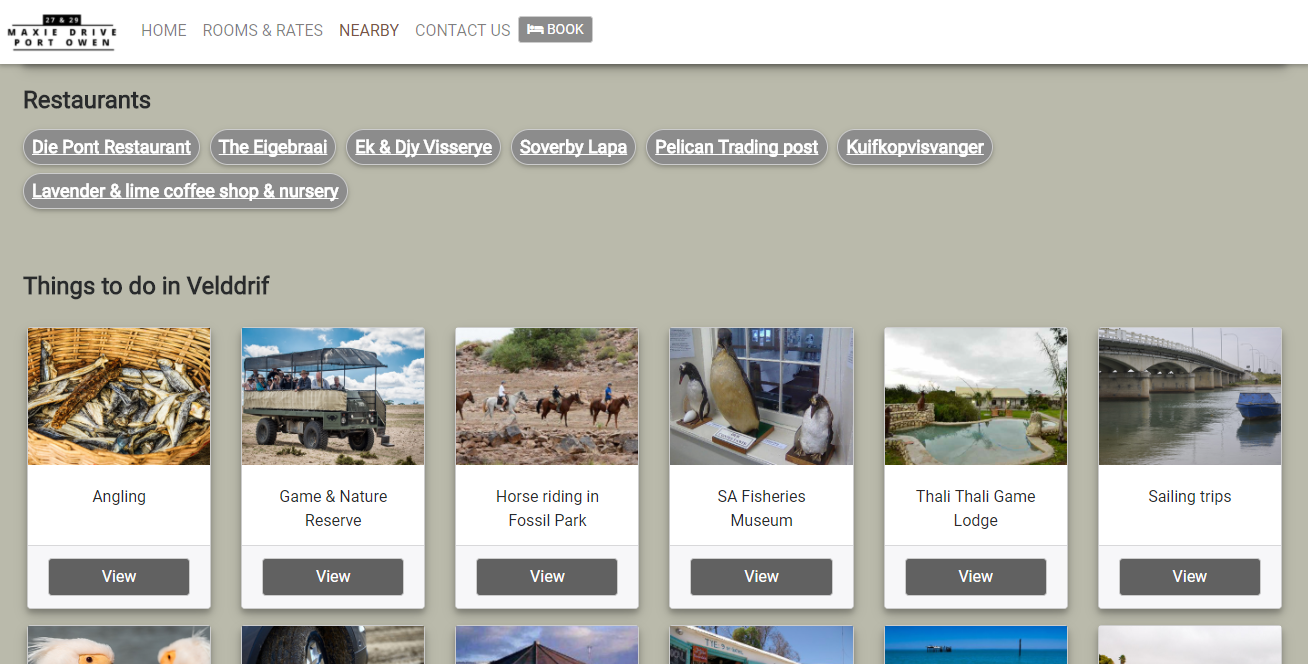 27 & 29
MAXIE DRIVE
PORT OWEN
HOME ROOMS & RATES NEARBY CONTACT US BOOK
Restaurants
Die Pont Restaurant The Eigebraai Ek & Djy Visserye Soverby Lapa Pelican Trading post Kuifkopvisvanger
Lavender & lime coffee shop & nursery
Things to do in Velddrif
Angling
Game & Nature
Reserve
Horse riding in
Fossil Park
SA Fisheries
Museum
Thali Thali Game
Lodge
Sailing trips
View View View View View View